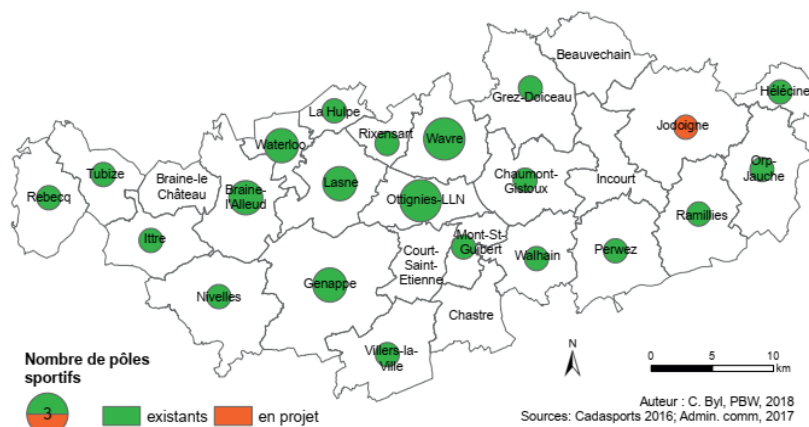 Beauvechain
Hélécine
Grez-Doiceau
La Hulpe
Jodoigne
Rixensart
Wavre
Waterloo
Orp-
Jauche
Tubize
Braine-le
Château
Rebecq
Braine-
l'Alleud
Lasne
Chaumont-
Gistoux
Incourt
Ottignies-LLN
Ramillies
Ittre
Mont-St-
Guibert
Court-
Saint-
Etienne
Walhain
Perwez
Nivelles
Genappe
Chastre
Villers-la-
Ville
N
Nombre de pôles
sportifs
3
existants
en projet
0 5 10
km
Auteur : C. Byl, PBW, 2018
Sources: Cadasports 2016; Admin. comm, 2017